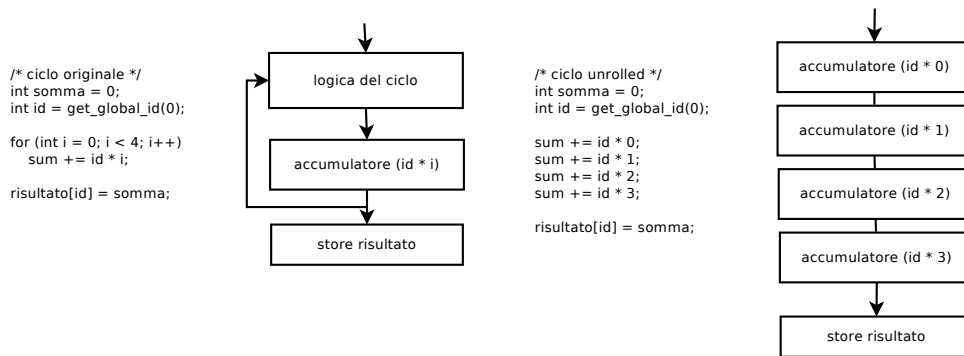 /* ciclo originale */
int somma = 0;
int id = get_global_id(0);
for (int i = 0; i < 4; i++)
sum += id * i;
risultato[id] = somma;
logica del ciclo
accumulatore (id * i)
store risultato
/* ciclo unrolled */
int somma = 0;
int id = get_global_id(0);
sum += id * 0;
sum += id * 1;
sum += id * 2;
sum += id * 3;
risultato[id] = somma;
accumulatore (id * 0)
accumulatore (id * 1)
accumulatore (id * 2)
accumulatore (id * 3)
store risultato